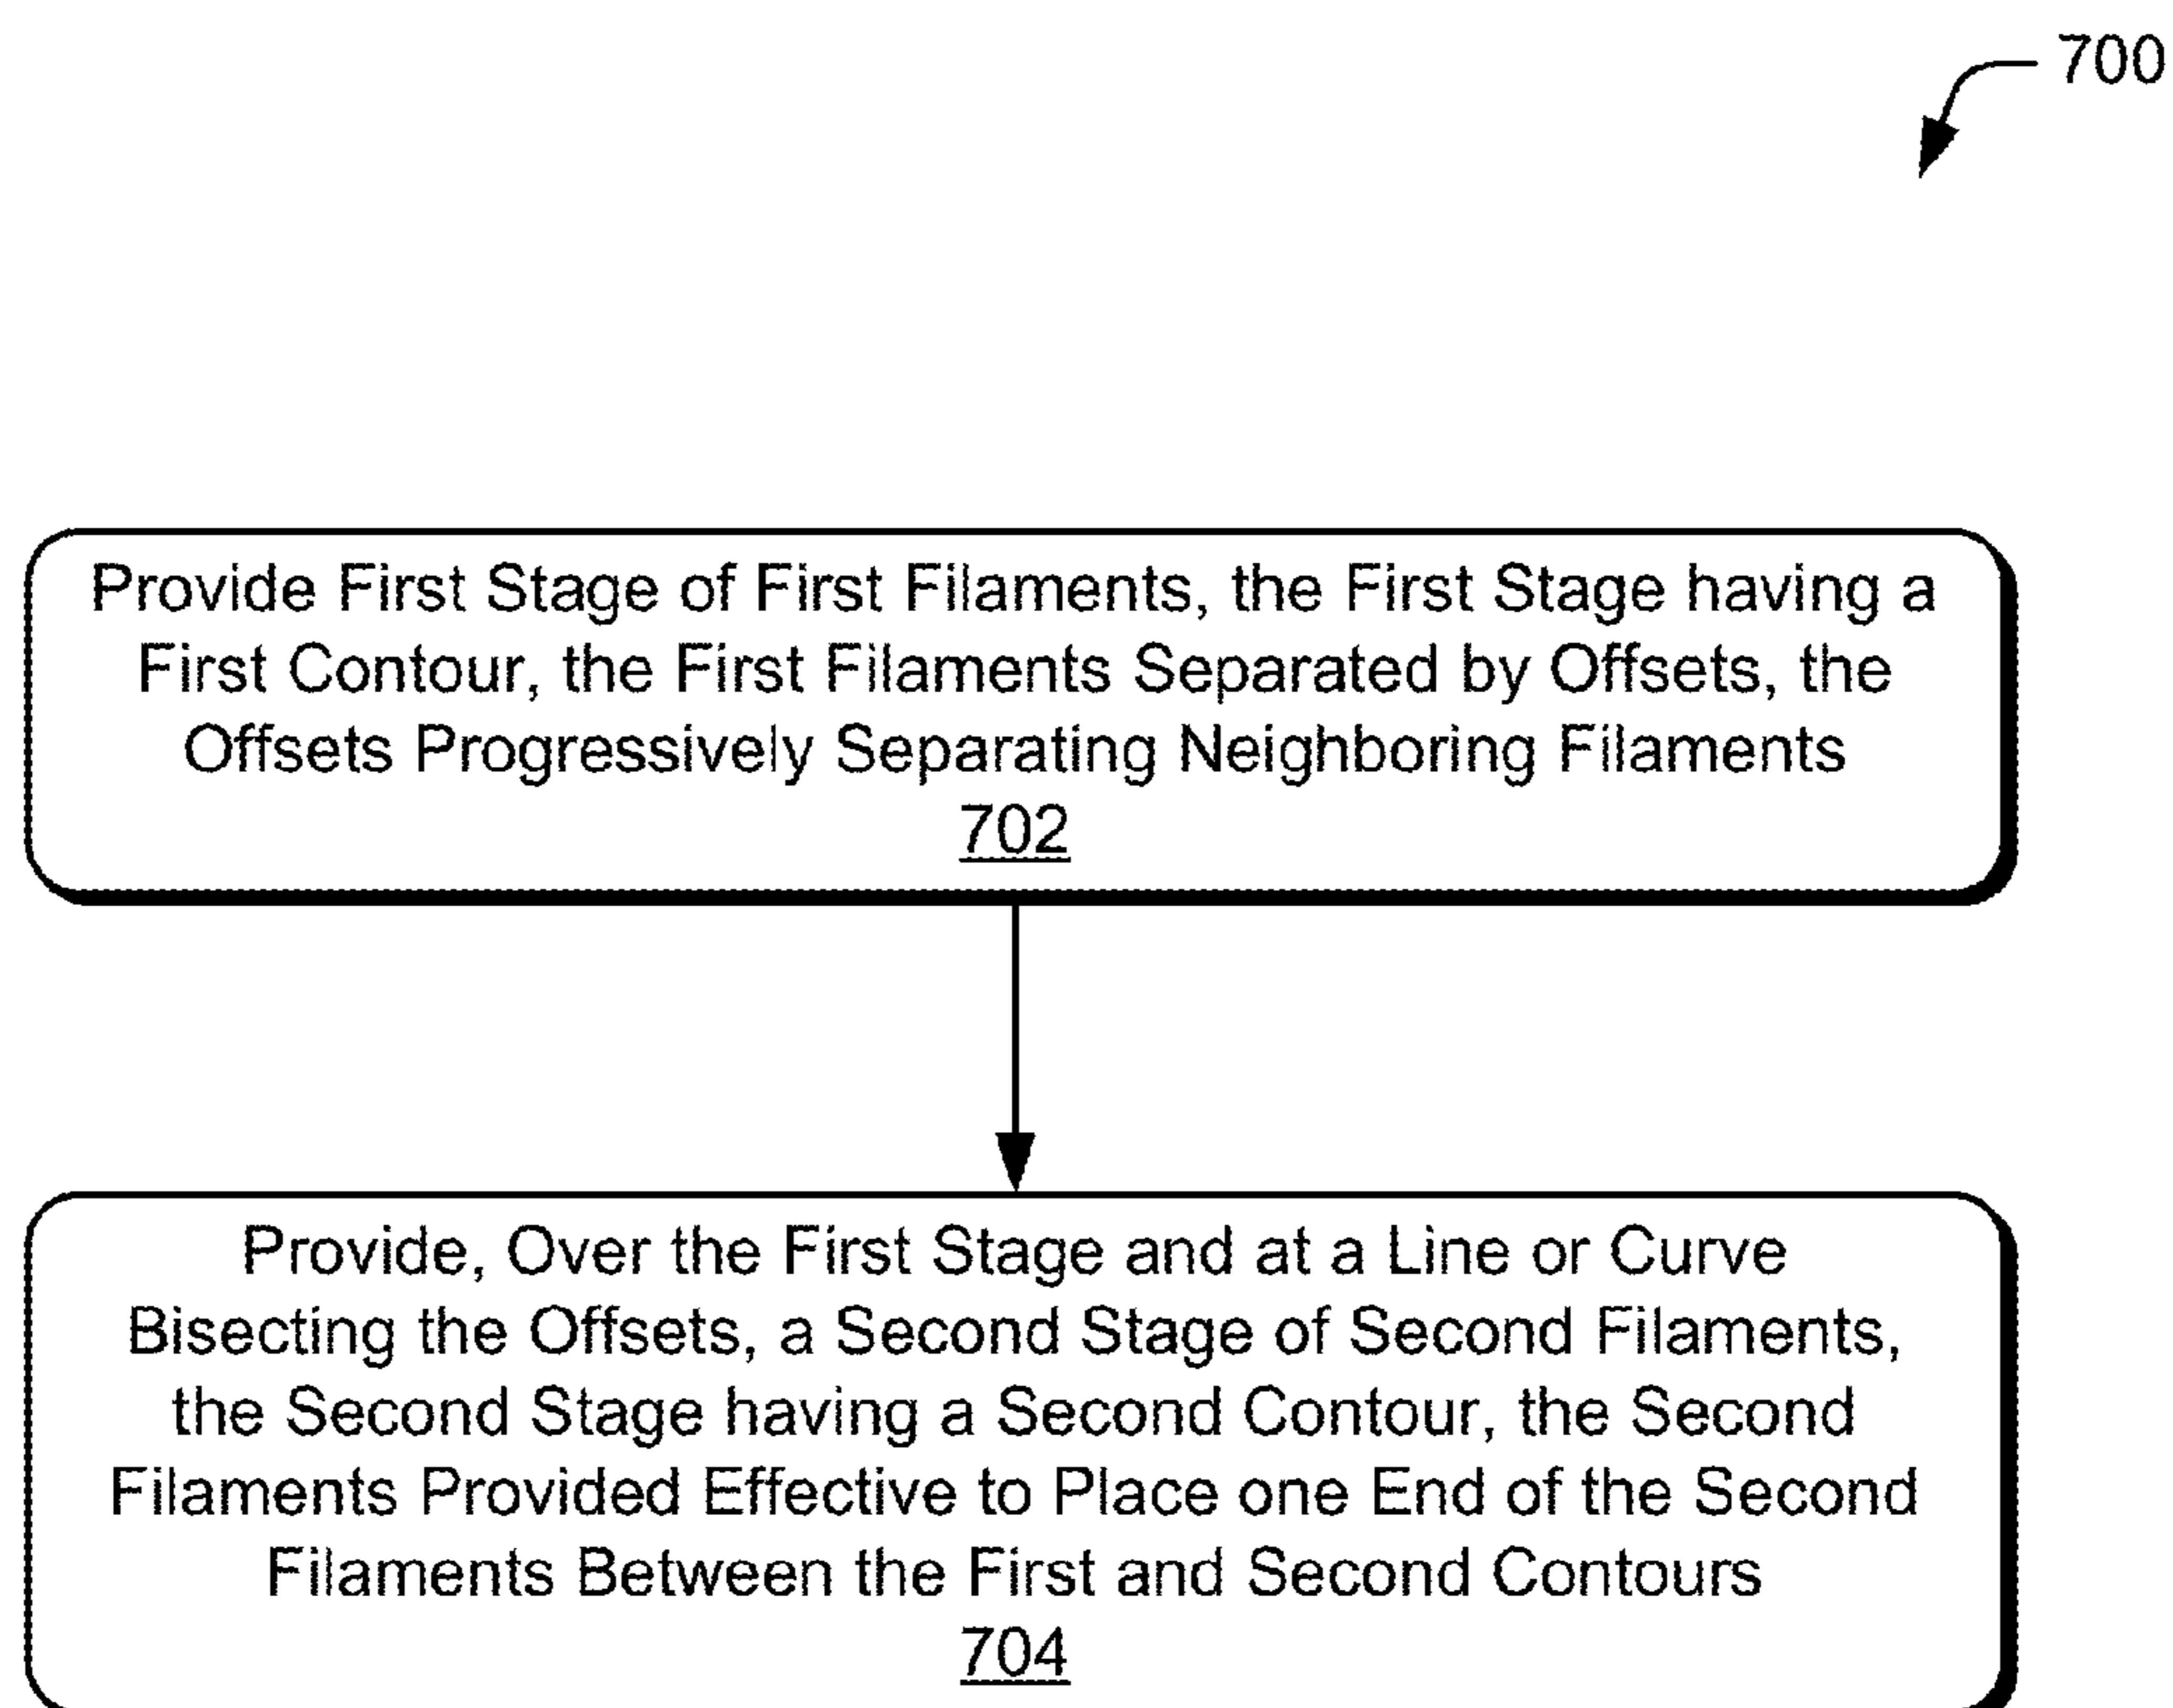 700
Provide First Stage of First Filaments, the First Stage having a
First Contour, the First Filaments Separated by Offsets, the
Offsets Progressively Separating Neighboring Filaments
702
Provide, Over the First Stage and at a Line or Curve
Bisecting the Offsets, a Second Stage of Second Filaments,
the Second Stage having a Second Contour, the Second
Filaments Provided Effective to Place one End of the Second
Filaments Between the First and Second Contours
704